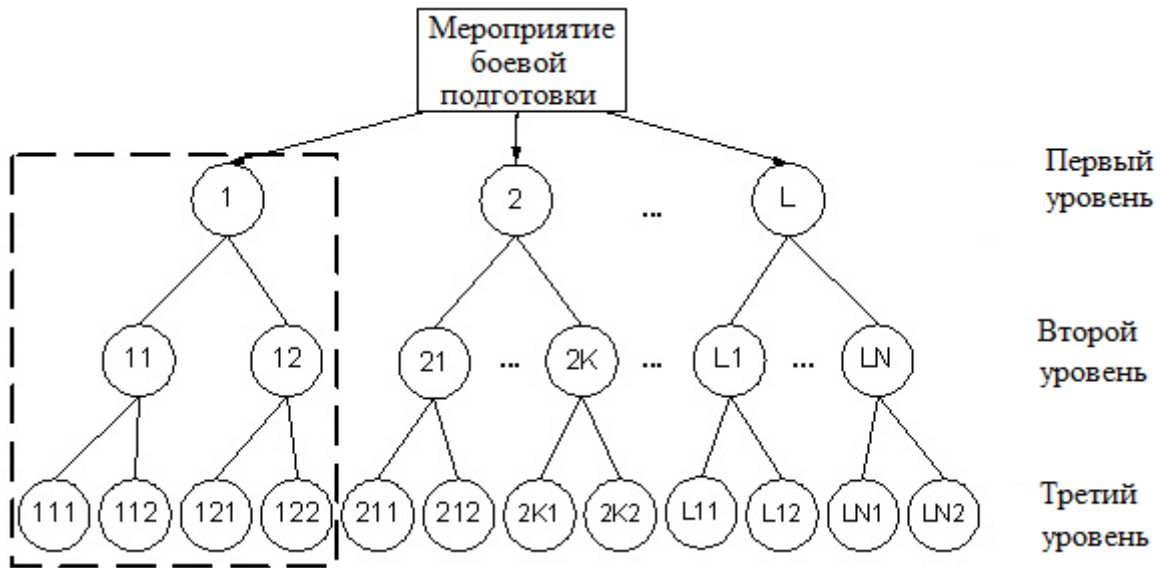 Мероприятие
боевой
подготовки
1
2
...
L
Первый
уровень
11
12
21
...
2K
...
L1
...
LN
Второй
уровень
111
112
121
122
211
212
2K1
2K2
L11
L12
LN1
LN2
Третий
уровень